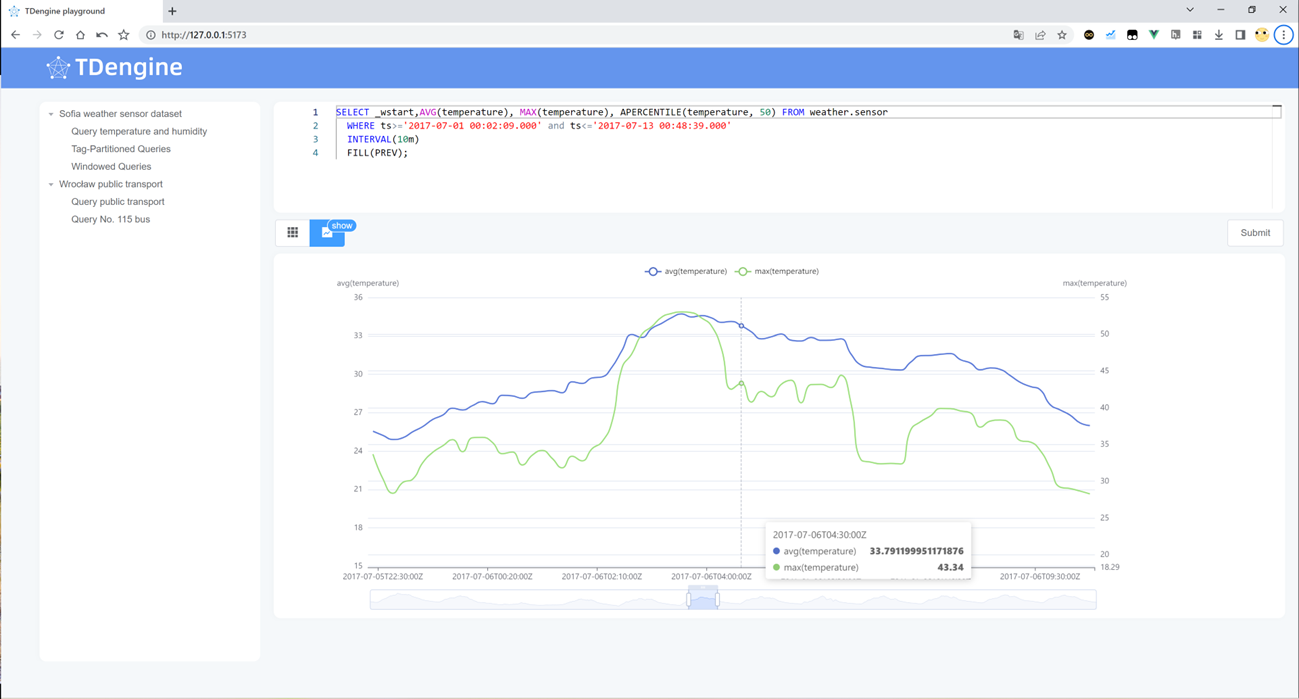 TDengine playground
http://127.0.0.1:5173
TDengine
Sofia weather sensor dataset
Query temperature and humidity
Tag-Partitioned Queries
Windowed Queries
Wrocław public transport
Query public transport
Query No. 115 bus
1 SELECT _wstart,AVG(temperature), MAX(temperature), APERCENTILE(temperature, 50) FROM weather.sensor
2 WHERE ts>='2017-07-01 00:02:09.000' and ts<='2017-07-13 00:48:39.000'
3 INTERVAL(10m)
4 FILL(PREV);
show
Submit
avg(temperature) max(temperature)
avg(temperature) max(temperature)
36 55
33 50
30 45
27 40
24 35
21 30
18 25
20
15 18.29
2017-07-06T04:30:00Z
avg(temperature) 33.791199951171876
max(temperature) 43.34
2017-07-05T22:30:00Z 2017-07-06T00:20:00Z 2017-07-06T02:10:00Z 2017-07-06T04:00:00Z 2017-07-06T09:30:00Z